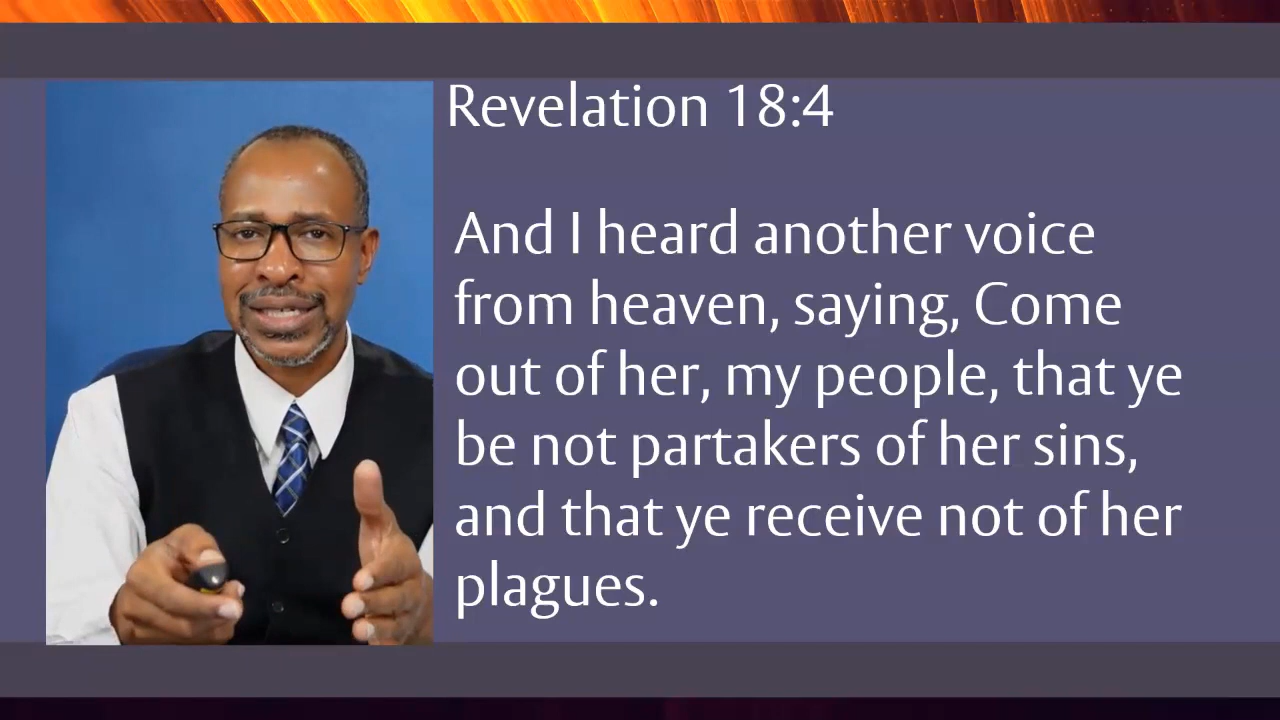 Revelation 18:4
And I heard another voice
from heaven, saying, Come
out of her, my people, that ye
be not partakers of her sins,
and that ye receive not of her
plagues.